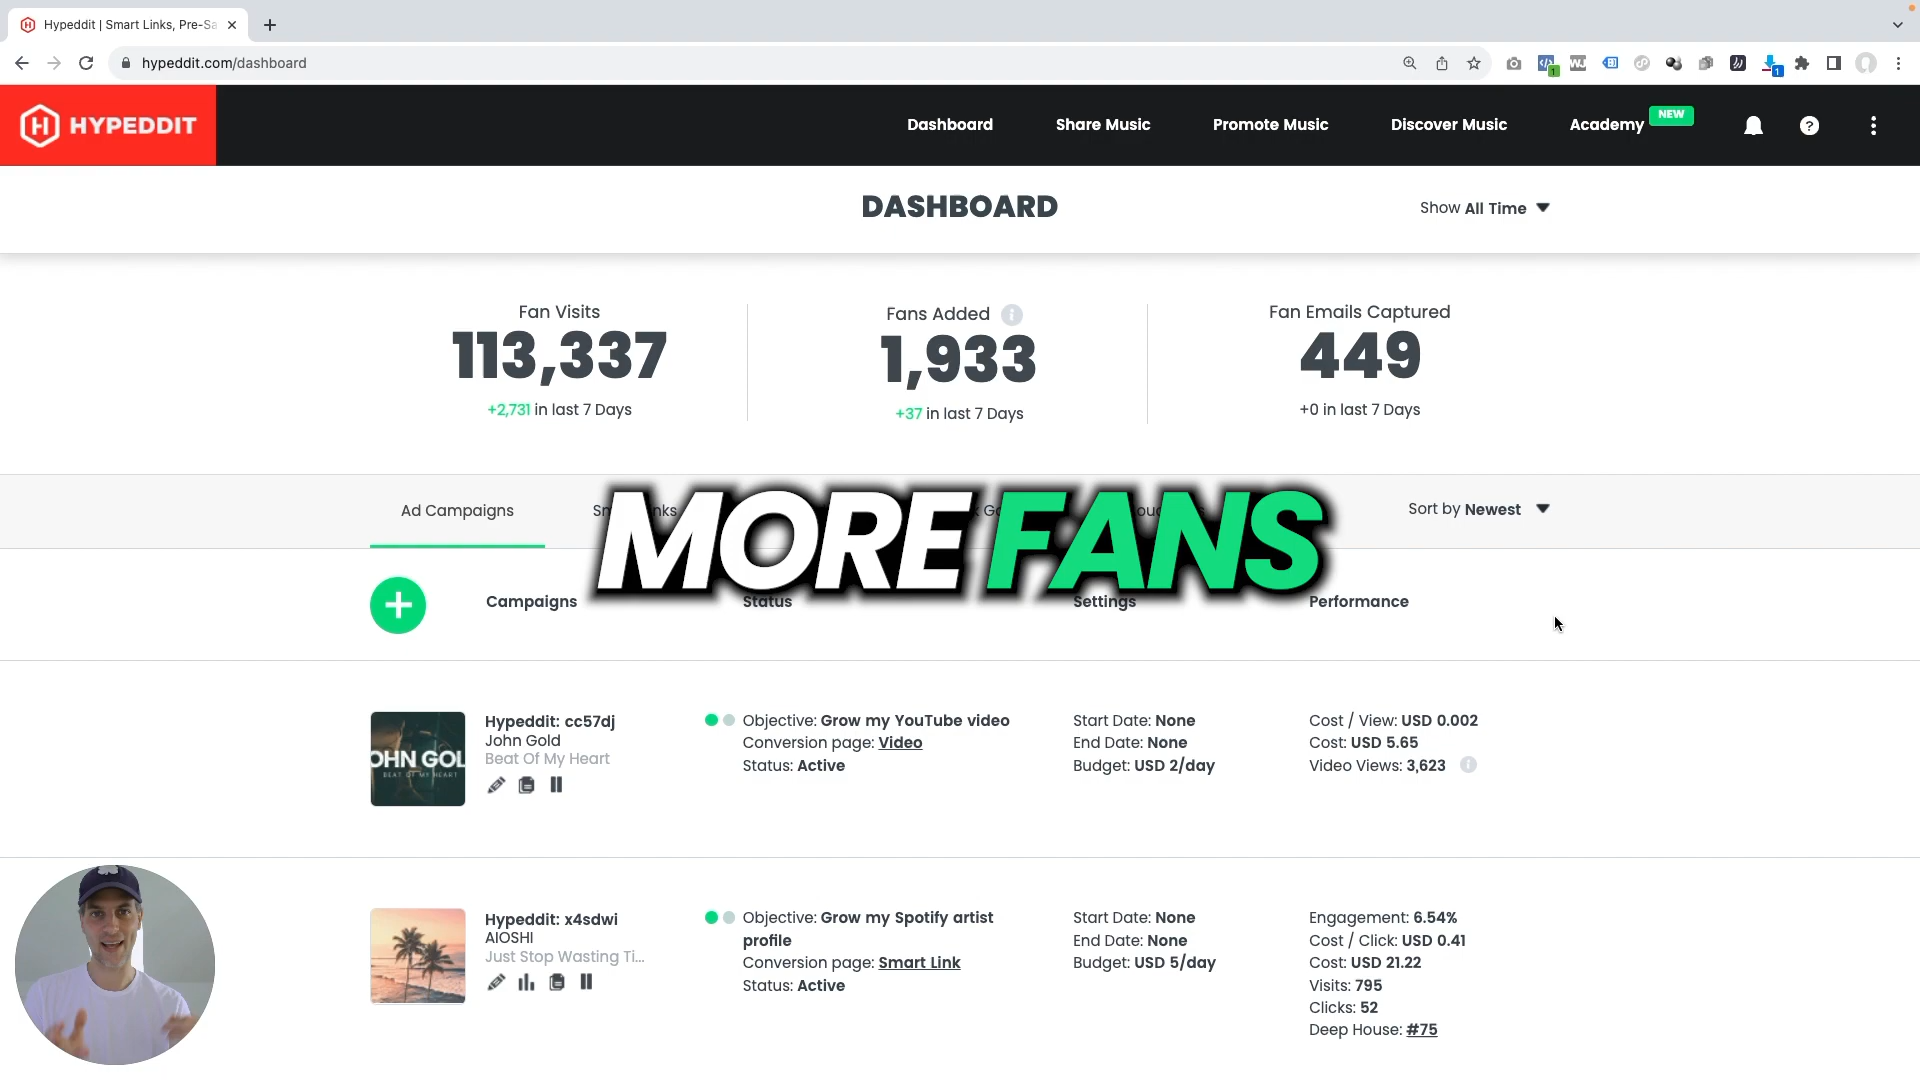 Hypeddit | Smart Links, Pre-Sa
hypeddit.com/dashboard
HYPEDDIT
Dashboard
Share Music
Promote Music
Discover Music
Academy
NEW
DASHBOARD
Show All Time
Fan Visits
113,337
+2,731 in last 7 Days
Fans Added
1,933
+37 in last 7 Days
Fan Emails Captured
449
+0 in last 7 Days
Ad Campaigns
MORE FANS
Sort by Newest
Campaigns
Status
Settings
Performance
JOHN GOL
BEAT OF MY HEART
Hypeddit: cc57dj
John Gold
Beat Of My Heart
Objective: Grow my YouTube video
Conversion page: Video
Status: Active
Start Date: None
End Date: None
Budget: USD 2/day
Cost / View: USD 0.002
Cost: USD 5.65
Video Views: 3,623
Hypeddit: x4sdwi
AIOSHI
Just Stop Wasting Ti...
Objective: Grow my Spotify artist
profile
Conversion page: Smart Link
Status: Active
Start Date: None
End Date: None
Budget: USD 5/day
Engagement: 6.54%
Cost / Click: USD 0.41
Cost: USD 21.22
Visits: 795
Clicks: 52
Deep House: #75